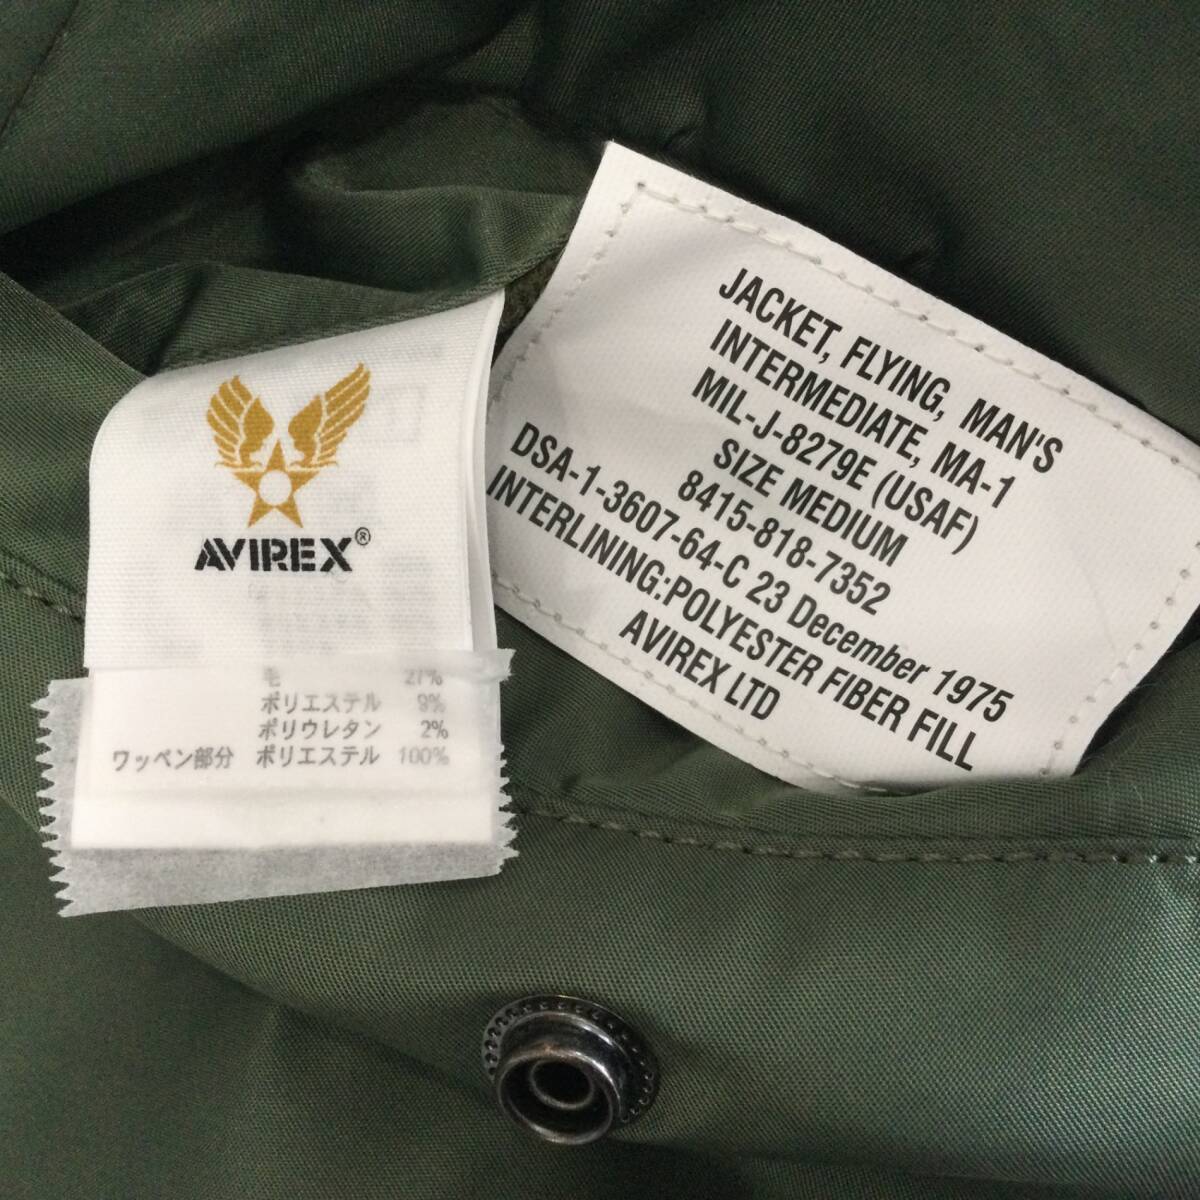 AVIREX®
毛 21%
ポリエステル 9%
ポリウレタン 2%
ワッペン部分 ポリエステル 100%
JACKET, FLYING, MAN'S
INTERMEDIATE, MA-1
MIL-J-8279E (USAF)
SIZE MEDIUM
8415-818-7352
DSA-1-3607-64-C 23 December 1975
INTERLINING:POLYESTER FIBER FILL
AVIREX LTD